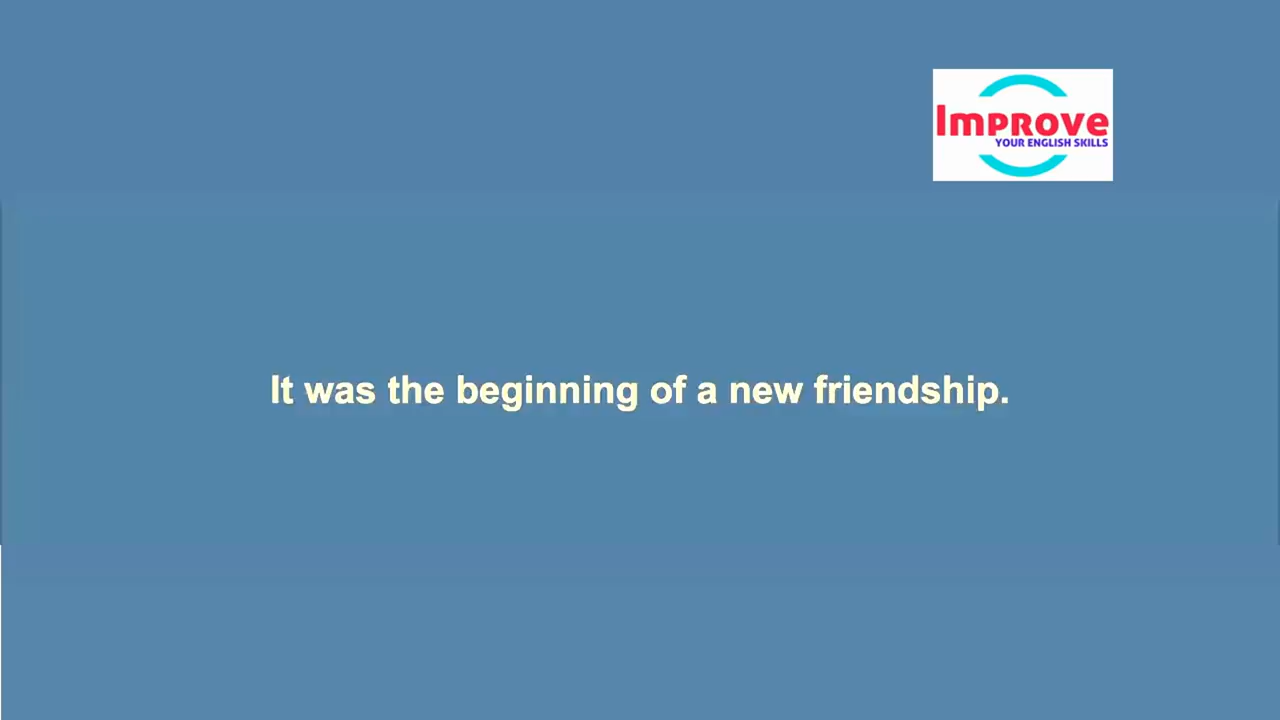 Improve
YOUR ENGLISH SKILLS
It was the beginning of a new friendship.